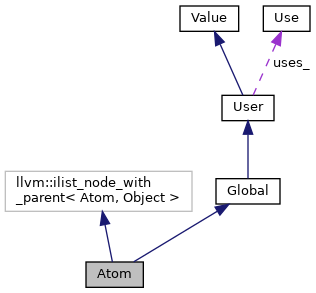 Value
Use
uses_
User
llvm::ilist_node_with
_parent< Atom, Object >
Global
Atom